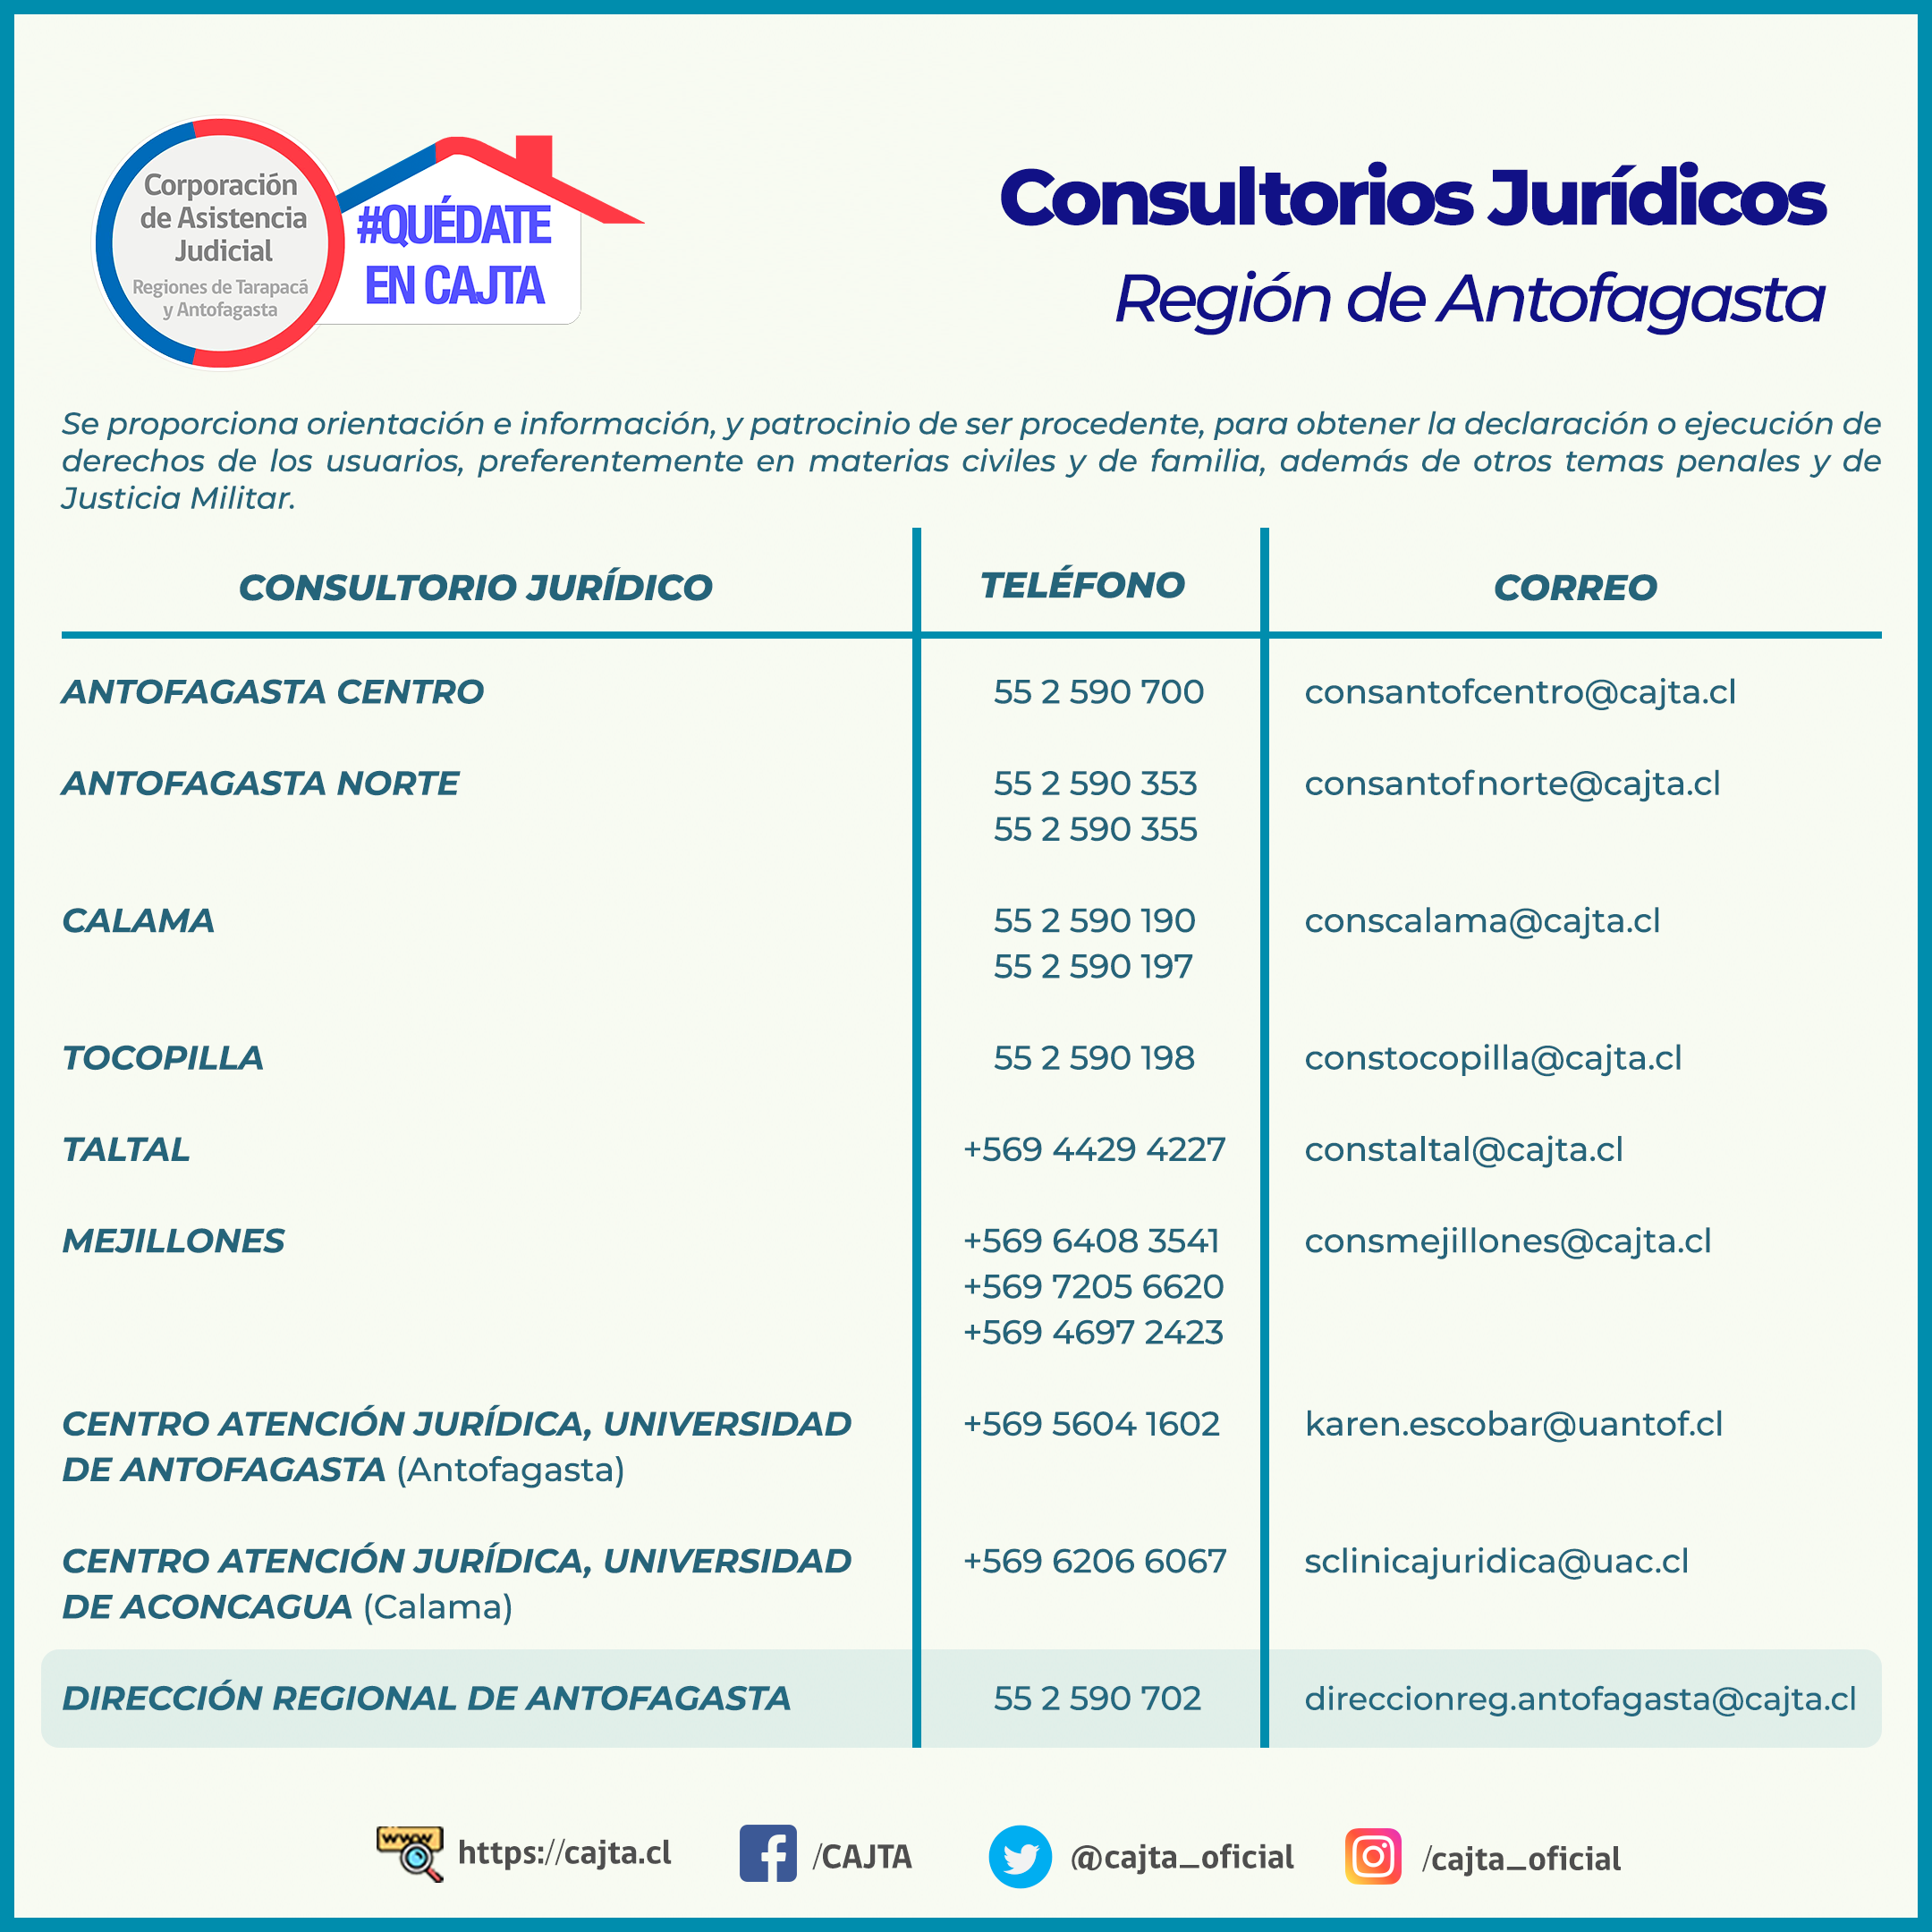 Corporación
de Asistencia
Judicial
Regiones de Tarapacá
y Antofagasta
#QUÉDATE
EN CAJTA
Consultorios Jurídicos
Región de Antofagasta
Se proporciona orientación e información, y patrocinio de ser procedente, para obtener la declaración o ejecución de
derechos de los usuarios, preferentemente en materias civiles y de familia, además de otros temas penales y de
Justicia Militar.
CONSULTORIO JURÍDICO TELÉFONO CORREO
ANTOFAGASTA CENTRO 55 2 590 700 consantofcentro@cajta.cl
ANTOFAGASTA NORTE 55 2 590 353 consantofnorte@cajta.cl
55 2 590 355
CALAMA 55 2 590 190 conscalama@cajta.cl
55 2 590 197
TOCOPILLA 55 2 590 198 constocopilla@cajta.cl
TALTAL +569 4429 4227 constaltal@cajta.cl
MEJILLONES +569 6408 3541 consmejillones@cajta.cl
+569 7205 6620
+569 4697 2423
CENTRO ATENCIÓN JURÍDICA, UNIVERSIDAD +569 5604 1602 karen.escobar@uantof.cl
DE ANTOFAGASTA (Antofagasta)
CENTRO ATENCIÓN JURÍDICA, UNIVERSIDAD +569 6206 6067 sclinicajuridica@uac.cl
DE ACONCAGUA (Calama)
DIRECCIÓN REGIONAL DE ANTOFAGASTA 55 2 590 702 direccionreg.antofagasta@cajta.cl
www https://cajta.cl /CAJTA @cajta_oficial /cajta_oficial